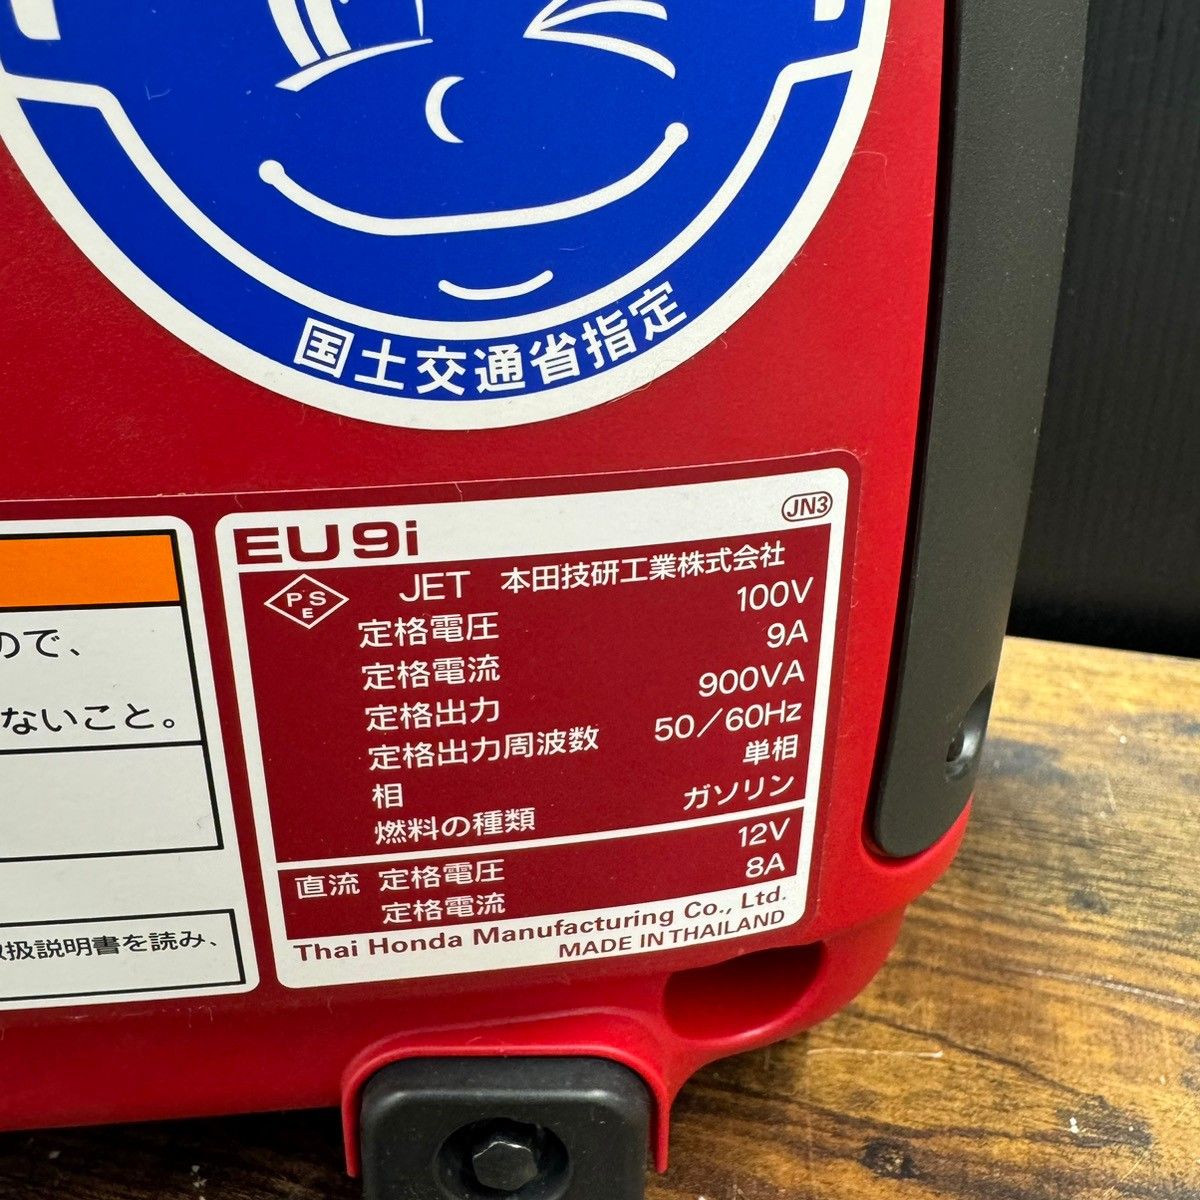 国土交通省指定
EU9i JN3
PSE JET 本田技研工業株式会社
定格電圧 100V
定格電流 9A
定格出力 900VA
定格出力周波数 50／60Hz
相 単相
燃料の種類 ガソリン
直流 定格電圧 12V
定格電流 8A
Thai Honda Manufacturing Co., Ltd.
MADE IN THAILAND
ので、
ないこと。
扱説明書を読み、